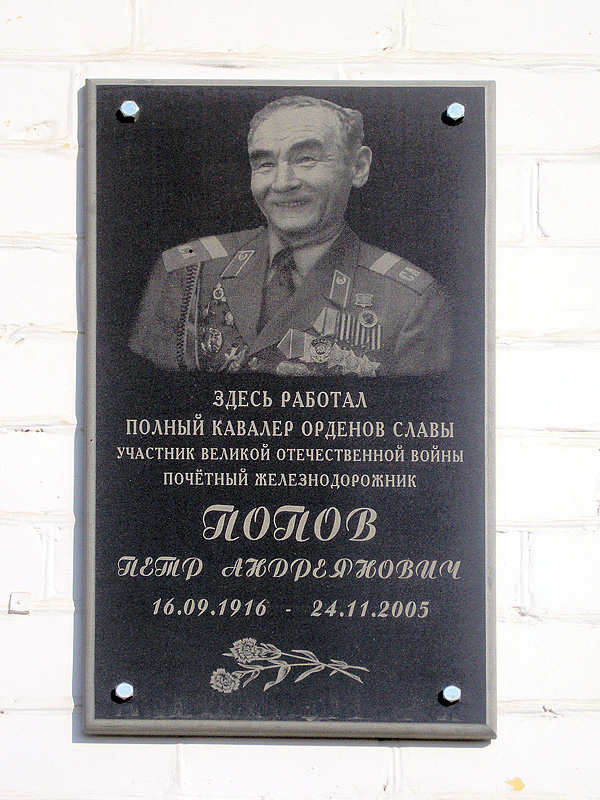 ЗДЕСЬ РАБОТАЛ
ПОЛНЫЙ КАВАЛЕР ОРДЕНОВ СЛАВЫ
УЧАСТНИК ВЕЛИКОЙ ОТЕЧЕСТВЕННОЙ ВОЙНЫ
ПОЧЁТНЫЙ ЖЕЛЕЗНОДОРОЖНИК
ПОПОВ
ПЕТР АНДРЕЯНОВИЧ
16.09.1916 - 24.11.2005